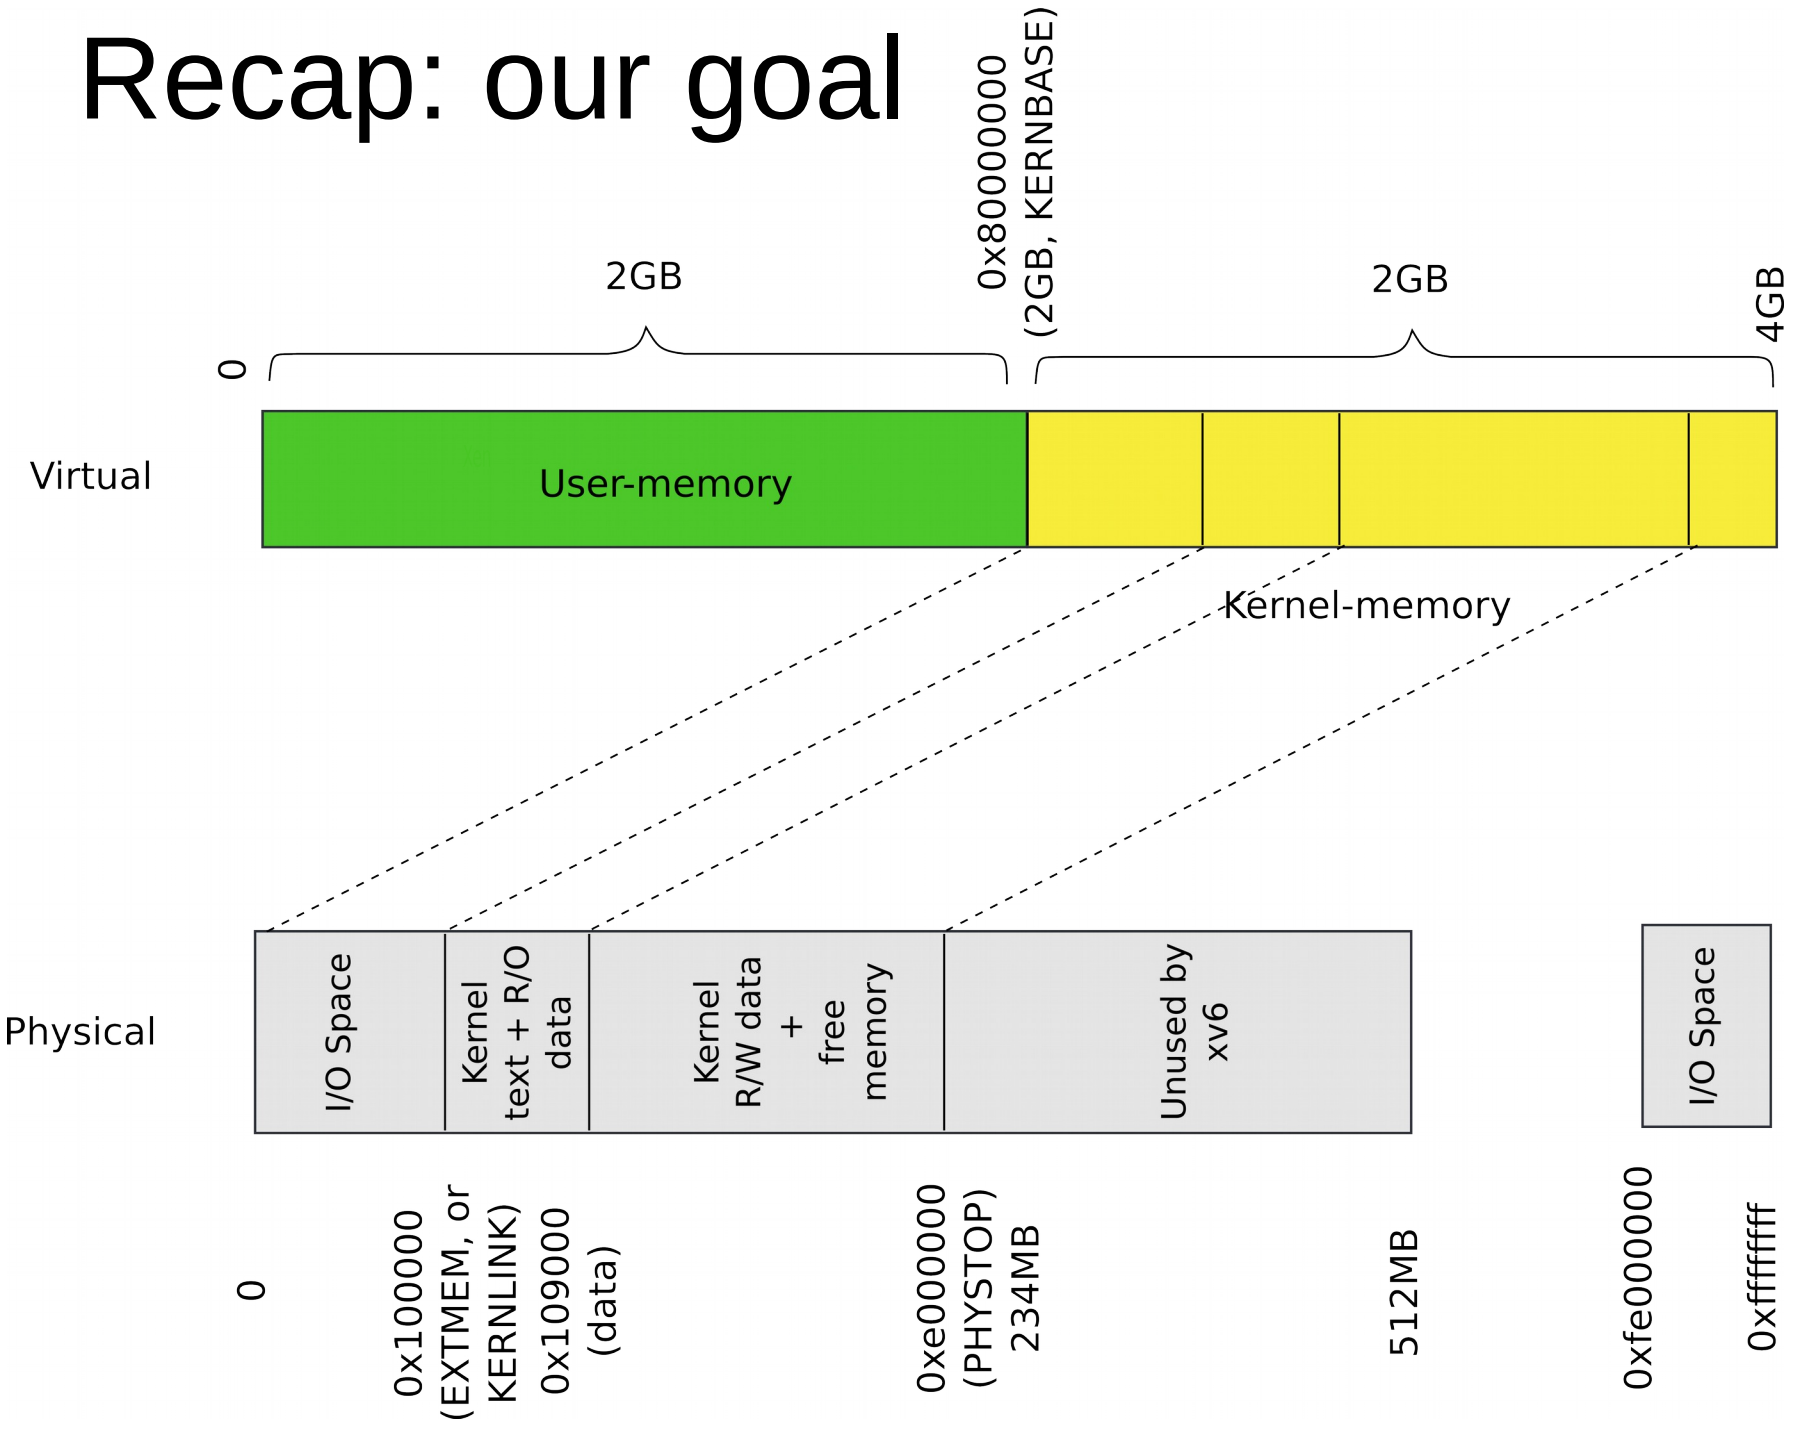 Recap: our goal
0x80000000
(2GB, KERNBASE)
2GB
2GB
4GB
0
Virtual
User-memory
Kernel-memory
Physical
I/O Space
Kernel
text + R/O
data
Kernel
R/W data
+
free
memory
Unused by
xv6
I/O Space
0
0x100000
(EXTMEM, or
KERNLINK)
0x1090000
(data)
0xe000000
(PHYSTOP)
234MB
512MB
0xfe000000
0xffffffff